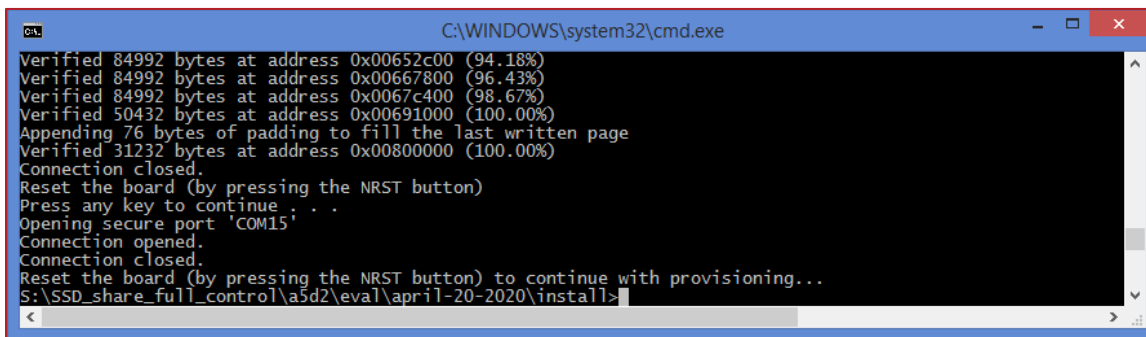 C:\WINDOWS\system32\cmd.exe
Verified 84992 bytes at address 0x00652c00 (94.18%)
Verified 84992 bytes at address 0x00667800 (96.43%)
Verified 84992 bytes at address 0x0067c400 (98.67%)
Verified 50432 bytes at address 0x00691000 (100.00%)
Appending 76 bytes of padding to fill the last written page
Verified 31232 bytes at address 0x00800000 (100.00%)
Connection closed.
Reset the board (by pressing the NRST button)
Press any key to continue . . .
Opening secure port 'COM15'
Connection opened.
Connection closed.
Reset the board (by pressing the NRST button) to continue with provisioning...
S:\SSD_share_full_control\a5d2\eval\april-20-2020\install>